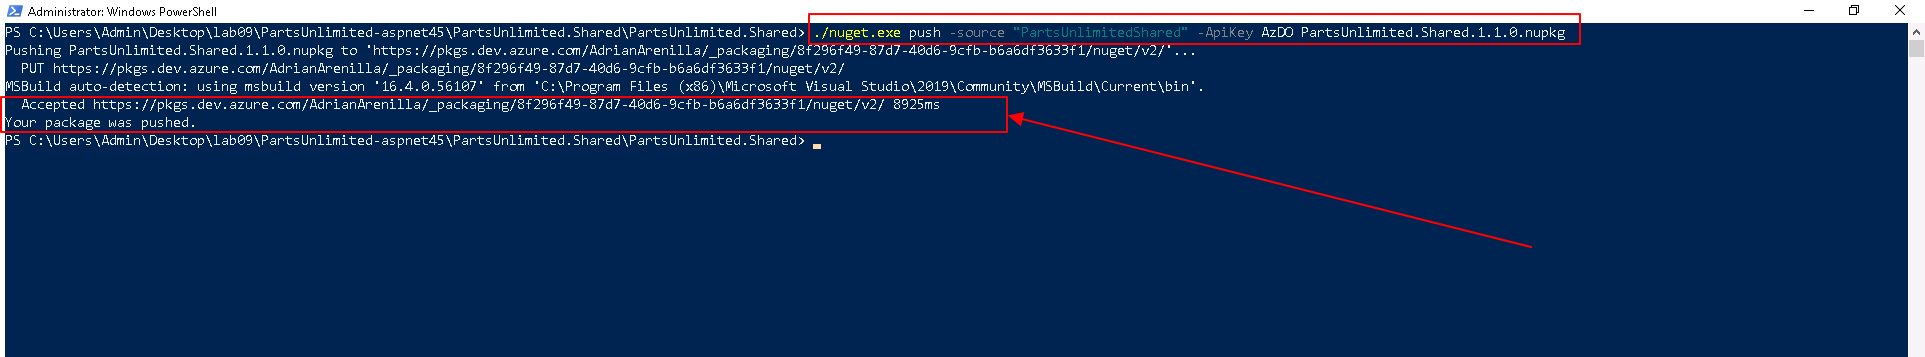 Administrator: Windows PowerShell
PS C:\Users\Admin\Desktop\lab09\PartsUnlimited-aspnet45\PartsUnlimited.Shared\PartsUnlimited.Shared> ./nuget.exe push -source "PartsUnlimitedShared" -ApiKey AzDO PartsUnlimited.Shared.1.1.0.nupkg
Pushing PartsUnlimited.Shared.1.1.0.nupkg to 'https://pkgs.dev.azure.com/AdrianArenilla/_packaging/8f296f49-87d7-40d6-9cfb-b6a6df3633f1/nuget/v2/'...
  PUT https://pkgs.dev.azure.com/AdrianArenilla/_packaging/8f296f49-87d7-40d6-9cfb-b6a6df3633f1/nuget/v2/
MSBuild auto-detection: using msbuild version '16.4.0.56107' from 'C:\Program Files (x86)\Microsoft Visual Studio\2019\Community\MSBuild\Current\bin'.
  Accepted https://pkgs.dev.azure.com/AdrianArenilla/_packaging/8f296f49-87d7-40d6-9cfb-b6a6df3633f1/nuget/v2/ 8925ms
Your package was pushed.
PS C:\Users\Admin\Desktop\lab09\PartsUnlimited-aspnet45\PartsUnlimited.Shared\PartsUnlimited.Shared>